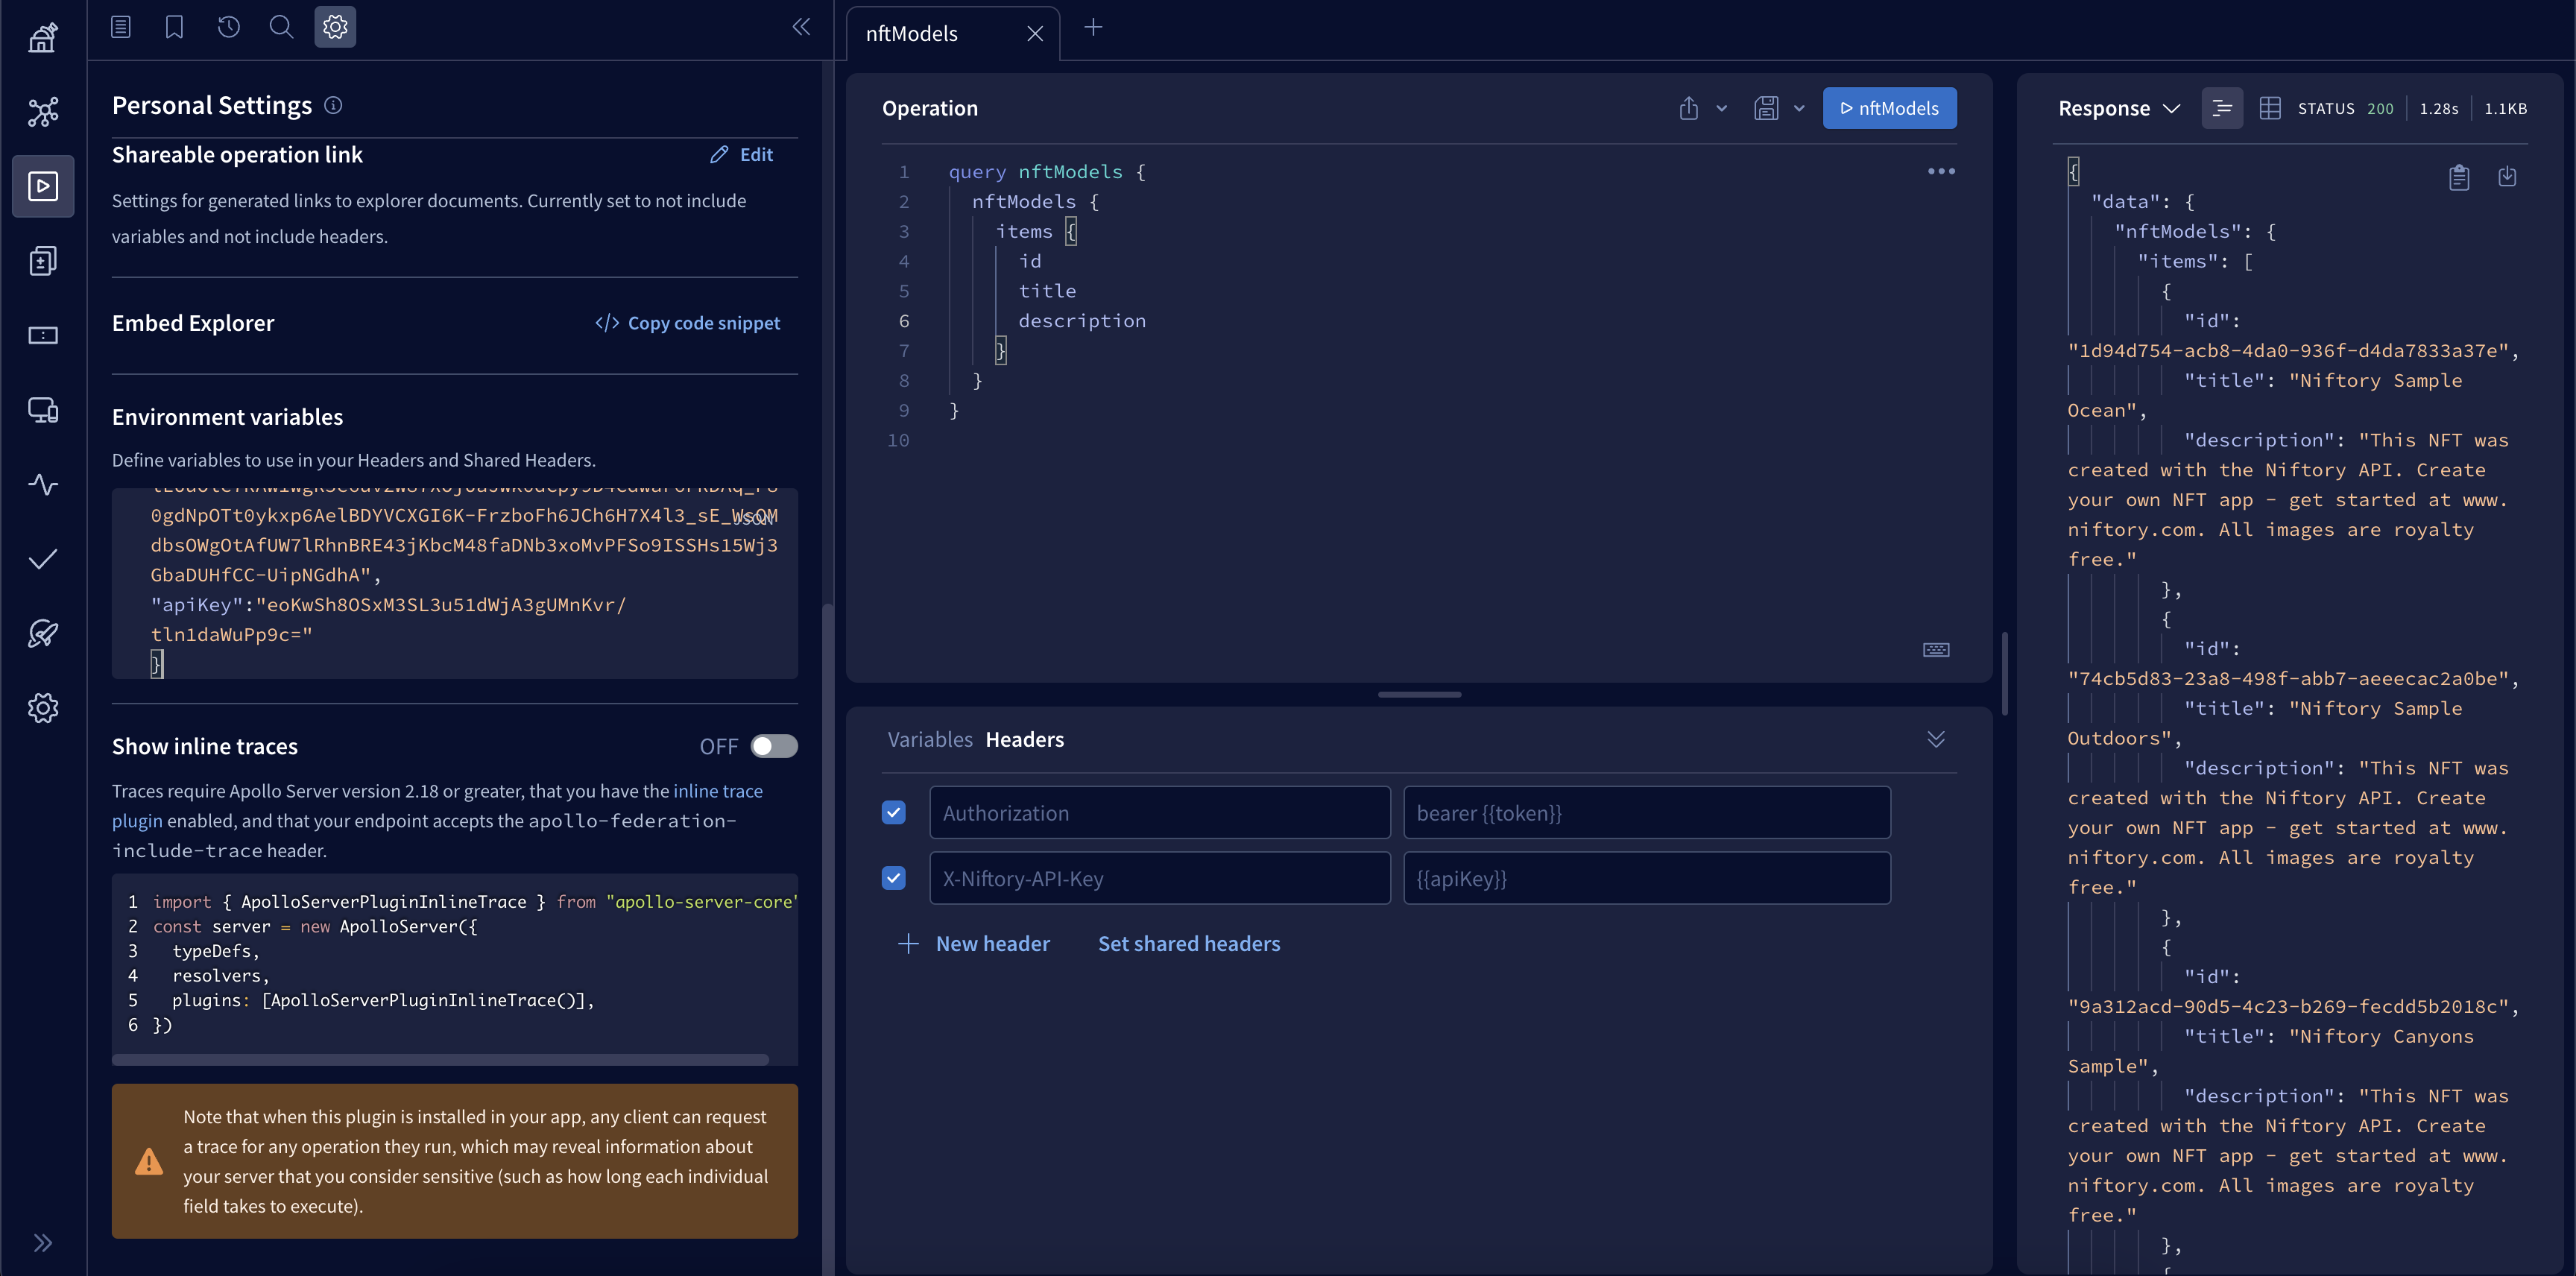 Personal Settings
Shareable operation link
Edit
Settings for generated links to explorer documents. Currently set to not include
variables and not include headers.
Embed Explorer
</> Copy code snippet
Environment variables
Define variables to use in your Headers and Shared Headers.
JSON
0gdNpOTt0ykxp6AelBDYVCXGI6K-FrzboFh6JCh6H7X4l3_sE_WsQM
dbsOWgOtAfUW7lRhnBRE43jKbcM48faDNb3xoMvPFSo9ISSHs15Wj3
GbaDUHfCC-UipNGdhA",
"apiKey":"eoKwSh8OSxM3SL3u51dWjA3gUMnKvr/
tln1daWuPp9c="
}
Show inline traces
OFF
Traces require Apollo Server version 2.18 or greater, that you have the inline trace
plugin enabled, and that your endpoint accepts the apollo-federation-
include-trace header.
1 import { ApolloServerPluginInlineTrace } from "apollo-server-core"
2 const server = new ApolloServer({
3 typeDefs,
4 resolvers,
5 plugins: [ApolloServerPluginInlineTrace()],
6 })
Note that when this plugin is installed in your app, any client can request
a trace for any operation they run, which may reveal information about
your server that you consider sensitive (such as how long each individual
field takes to execute).
nftModels
Operation
nftModels
1 query nftModels {
2 nftModels {
3 items {
4 id
5 title
6 description
7 }
8 }
9 }
10
Variables Headers
Authorization
bearer {{token}}
X-Niftory-API-Key
{{apiKey}}
New header
Set shared headers
Response
STATUS 200
1.28s
1.1KB
{
"data": {
"nftModels": {
"items": [
{
"id":
"1d94d754-acb8-4da0-936f-d4da7833a37e",
"title": "Niftory Sample
Ocean",
"description": "This NFT was
created with the Niftory API. Create
your own NFT app - get started at www.
niftory.com. All images are royalty
free."
},
{
"id":
"74cb5d83-23a8-498f-abb7-aeeecac2a0be",
"title": "Niftory Sample
Outdoors",
"description": "This NFT was
created with the Niftory API. Create
your own NFT app - get started at www.
niftory.com. All images are royalty
free."
},
{
"id":
"9a312acd-90d5-4c23-b269-fecdd5b2018c",
"title": "Niftory Canyons
Sample",
"description": "This NFT was
created with the Niftory API. Create
your own NFT app - get started at www.
niftory.com. All images are royalty
free."
},